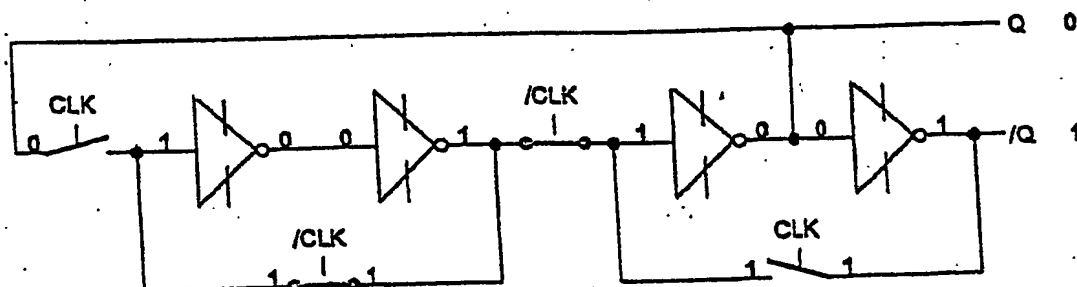 Q 0
CLK /CLK
0 1 0 0 1 1 0 0 1 /Q 1
/CLK CLK
1 1 1 1